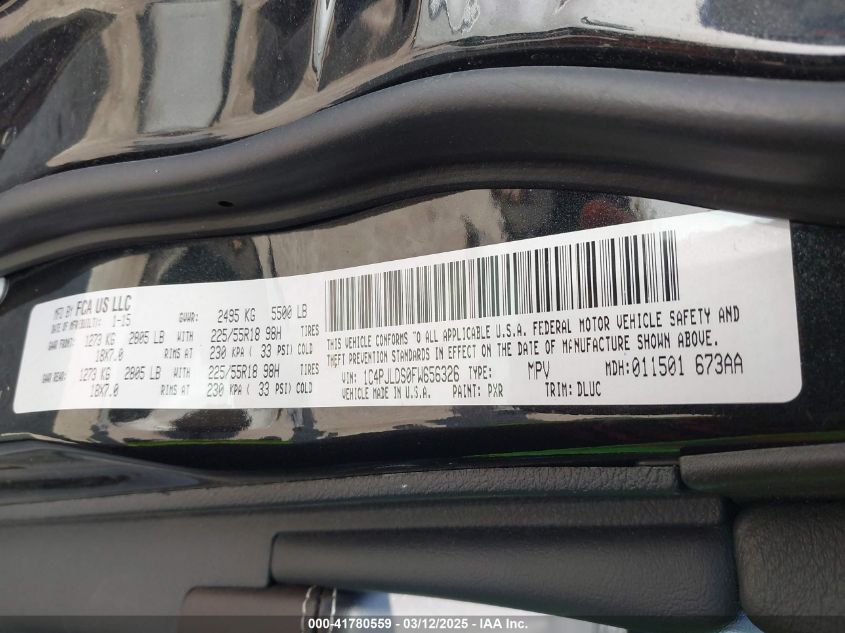 MFD BY FCA US LLC
DATE OF MFR(BUILT): 1-15 GVWR: 2495 KG 5500 LB
GAWR FRONT: 1273 KG 2805 LB WITH 225/55R18 98H TIRES
18X7.0 RIMS AT 230 KPA ( 33 PSI) COLD
GAWR REAR: 1273 KG 2805 LB WITH 225/55R18 98H TIRES
18X7.0 RIMS AT 230 KPA ( 33 PSI) COLD
THIS VEHICLE CONFORMS TO ALL APPLICABLE U.S.A. FEDERAL MOTOR VEHICLE SAFETY AND
THEFT PREVENTION STANDARDS IN EFFECT ON THE DATE OF MANUFACTURE SHOWN ABOVE.
VIN: 1C4PJLDS0FW656326 TYPE: MPV MDH:011501 673AA
VEHICLE MADE IN U.S.A. PAINT: PXR TRIM: DLUC
000-41780559 - 03/12/2025 - IAA Inc.